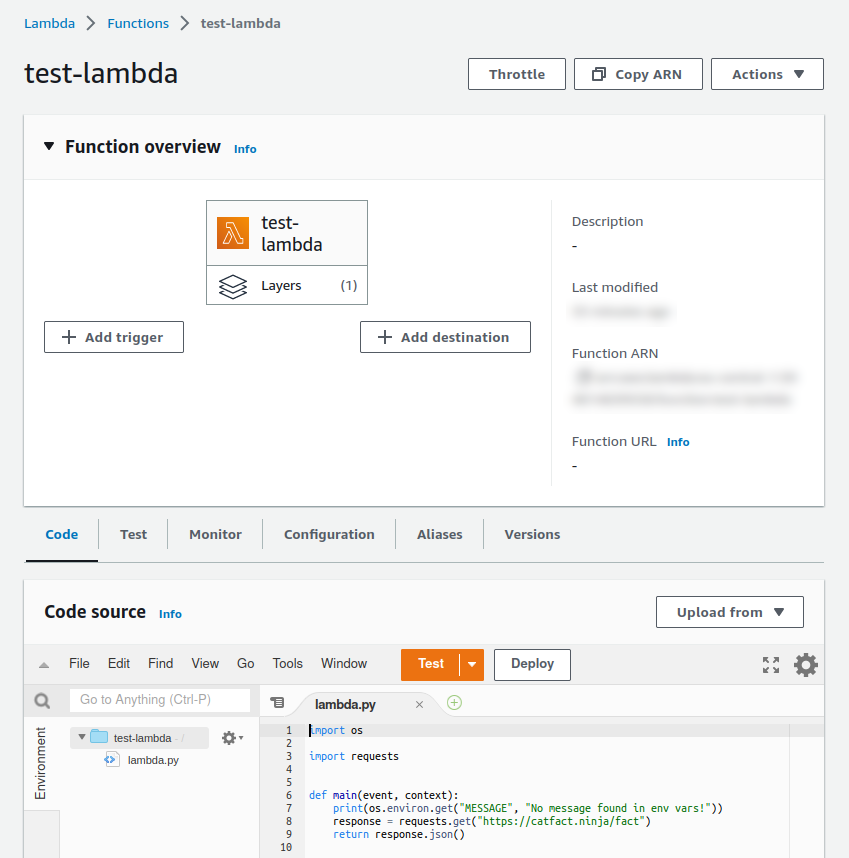 Lambda > Functions > test-lambda
test-lambda
Throttle Copy ARN Actions
Function overview Info
test-
lambda
Layers (1)
Add trigger
Add destination
Description
-
Last modified
Function ARN
Function URL Info
-
Code Test Monitor Configuration Aliases Versions
Code source Info
Upload from
File Edit Find View Go Tools Window Test Deploy
Go to Anything (Ctrl-P)
lambda.py
Environment
test-lambda - /
lambda.py
1 import os
2
3 import requests
4
5
6 def main(event, context):
7     print(os.environ.get("MESSAGE", "No message found in env vars!"))
8     response = requests.get("https://catfact.ninja/fact")
9     return response.json()
10